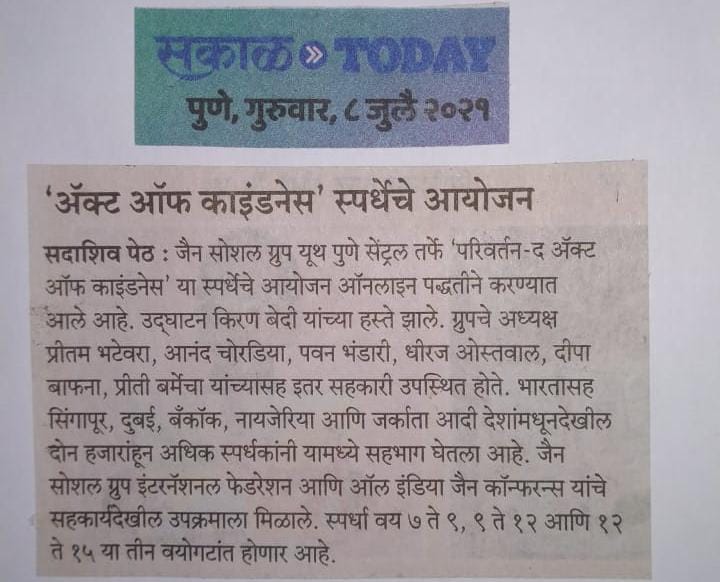 सकाळ » TODAY
पुणे, गुरुवार, ८ जुलै २०२१
‘ॲक्ट ऑफ काइंडनेस’ स्पर्धेचे आयोजन
सदाशिव पेठ : जैन सोशल ग्रुप यूथ पुणे सेंट्रल तर्फे ‘परिवर्तन-द ॲक्ट
ऑफ काइंडनेस’ या स्पर्धेचे आयोजन ऑनलाइन पद्धतीने करण्यात
आले आहे. उद्‌घाटन किरण बेदी यांच्या हस्ते झाले. ग्रुपचे अध्यक्ष
प्रीतम भटेवरा, आनंद चोरडिया, पवन भंडारी, धीरज ओस्तवाल, दीपा
बाफना, प्रीती बर्मेचा यांच्यासह इतर सहकारी उपस्थित होते. भारतासह
सिंगापूर, दुबई, बँकॉक, नायजेरिया आणि जर्काता आदी देशांमधूनदेखील
दोन हजारांहून अधिक स्पर्धकांनी यामध्ये सहभाग घेतला आहे. जैन
सोशल ग्रुप इंटरनॅशनल फेडरेशन आणि ऑल इंडिया जैन कॉन्फरन्स यांचे
सहकार्यदेखील उपक्रमाला मिळाले. स्पर्धा वय ७ ते ९, ९ ते १२ आणि १२
ते १५ या तीन वयोगटांत होणार आहे.